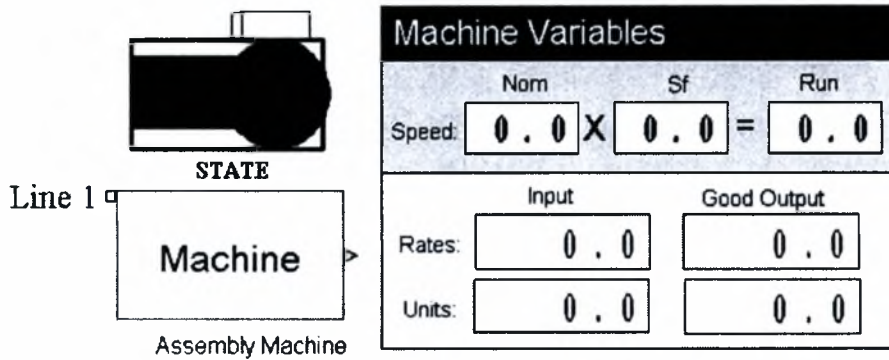 STATE
Line 1
Machine
Assembly Machine
Machine Variables
Nom Sf Run
Speed: 0.0 X 0.0 = 0.0
Input Good Output
Rates: 0.0 0.0
Units: 0.0 0.0